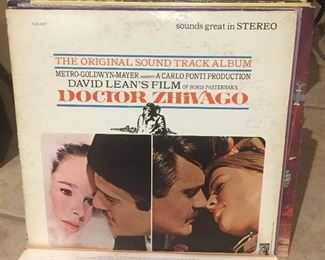 sounds great in STEREO
THE ORIGINAL SOUND TRACK ALBUM
METRO-GOLDWYN-MAYER PRESENTS A CARLO PONTI PRODUCTION
DAVID LEAN'S FILM OF BORIS PASTERNAK'S
DOCTOR ZHIVAGO